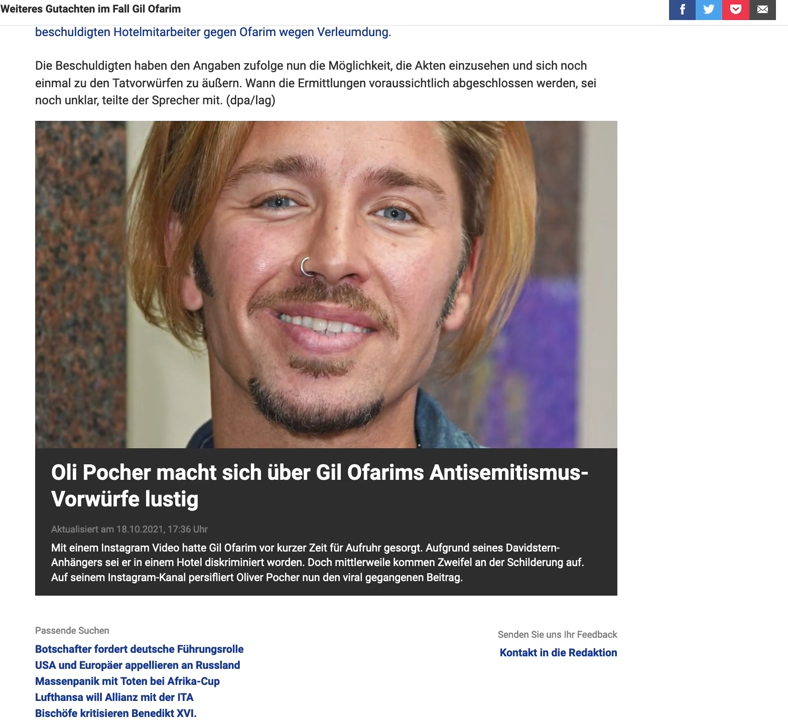 Weiteres Gutachten im Fall Gil Ofarim
beschuldigten Hotelmitarbeiter gegen Ofarim wegen Verleumdung.
Die Beschuldigten haben den Angaben zufolge nun die Möglichkeit, die Akten einzusehen und sich noch
einmal zu den Tatvorwürfen zu äußern. Wann die Ermittlungen voraussichtlich abgeschlossen werden, sei
noch unklar, teilte der Sprecher mit. (dpa/lag)
Oli Pocher macht sich über Gil Ofarims Antisemitismus-
Vorwürfe lustig
Aktualisiert am 18.10.2021, 17:36 Uhr
Mit einem Instagram Video hatte Gil Ofarim vor kurzer Zeit für Aufruhr gesorgt. Aufgrund seines Davidstern-
Anhängers sei er in einem Hotel diskriminiert worden. Doch mittlerweile kommen Zweifel an der Schilderung auf.
Auf seinem Instagram-Kanal persifliert Oliver Pocher nun den viral gegangenen Beitrag.
Passende Suchen
Botschafter fordert deutsche Führungsrolle
USA und Europäer appellieren an Russland
Massenpanik mit Toten bei Afrika-Cup
Lufthansa will Allianz mit der ITA
Bischöfe kritisieren Benedikt XVI.
Senden Sie uns Ihr Feedback
Kontakt in die Redaktion